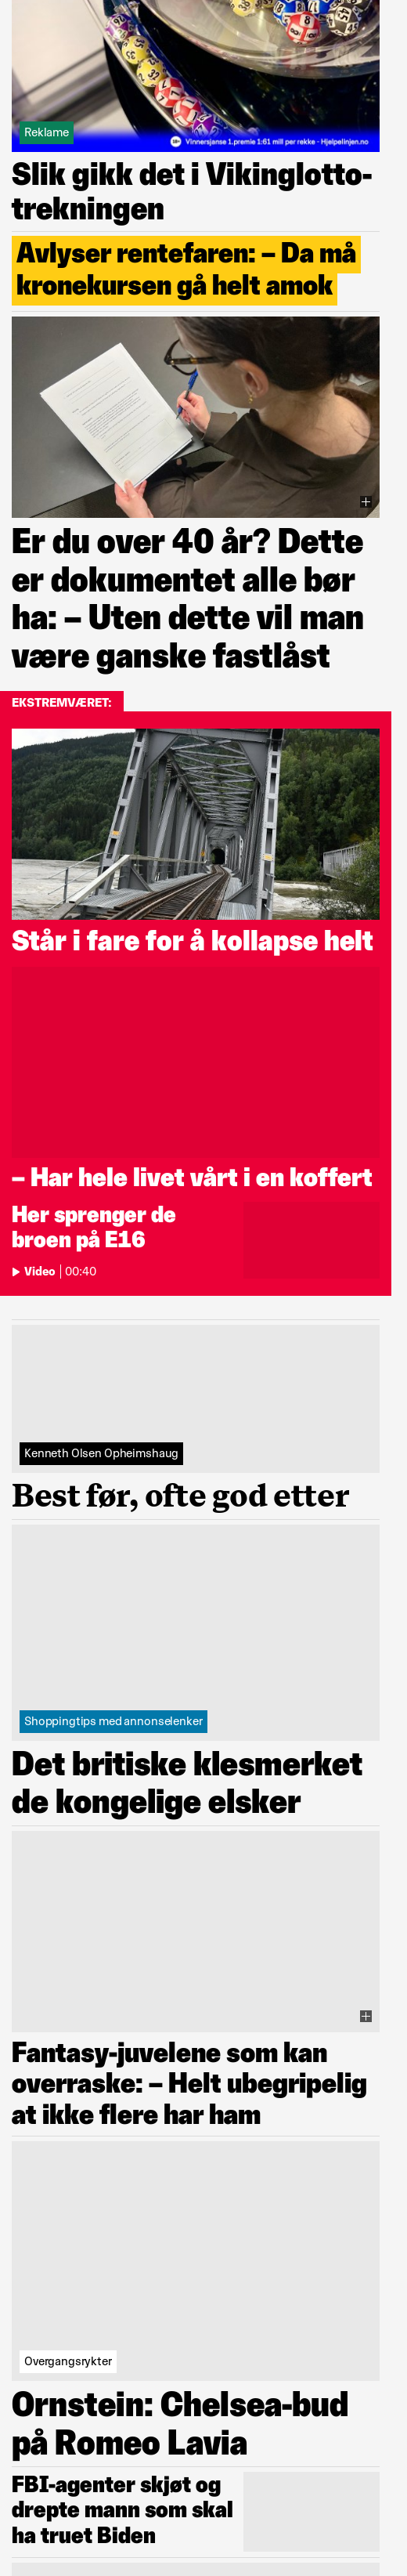 Reklame
18+ Vinnersjanse 1.premie 1:61 mill per rekke - Hjelpelinjen.no
Slik gikk det i Vikinglotto-
trekningen
Avlyser rentefaren: – Da må
kronekursen gå helt amok
Er du over 40 år? Dette
er dokumentet alle bør
ha: – Uten dette vil man
være ganske fastlåst
EKSTREMVÆRET:
Står i fare for å kollapse helt
– Har hele livet vårt i en koffert
Her sprenger de
broen på E16
Video | 00:40
Kenneth Olsen Opheimshaug
Best før, ofte god etter
Shoppingtips med annonselenker
Det britiske klesmerket
de kongelige elsker
Fantasy-juvelene som kan
overraske: – Helt ubegripelig
at ikke flere har ham
Overgangsrykter
Ornstein: Chelsea-bud
på Romeo Lavia
FBI-agenter skjøt og
drepte mann som skal
ha truet Biden